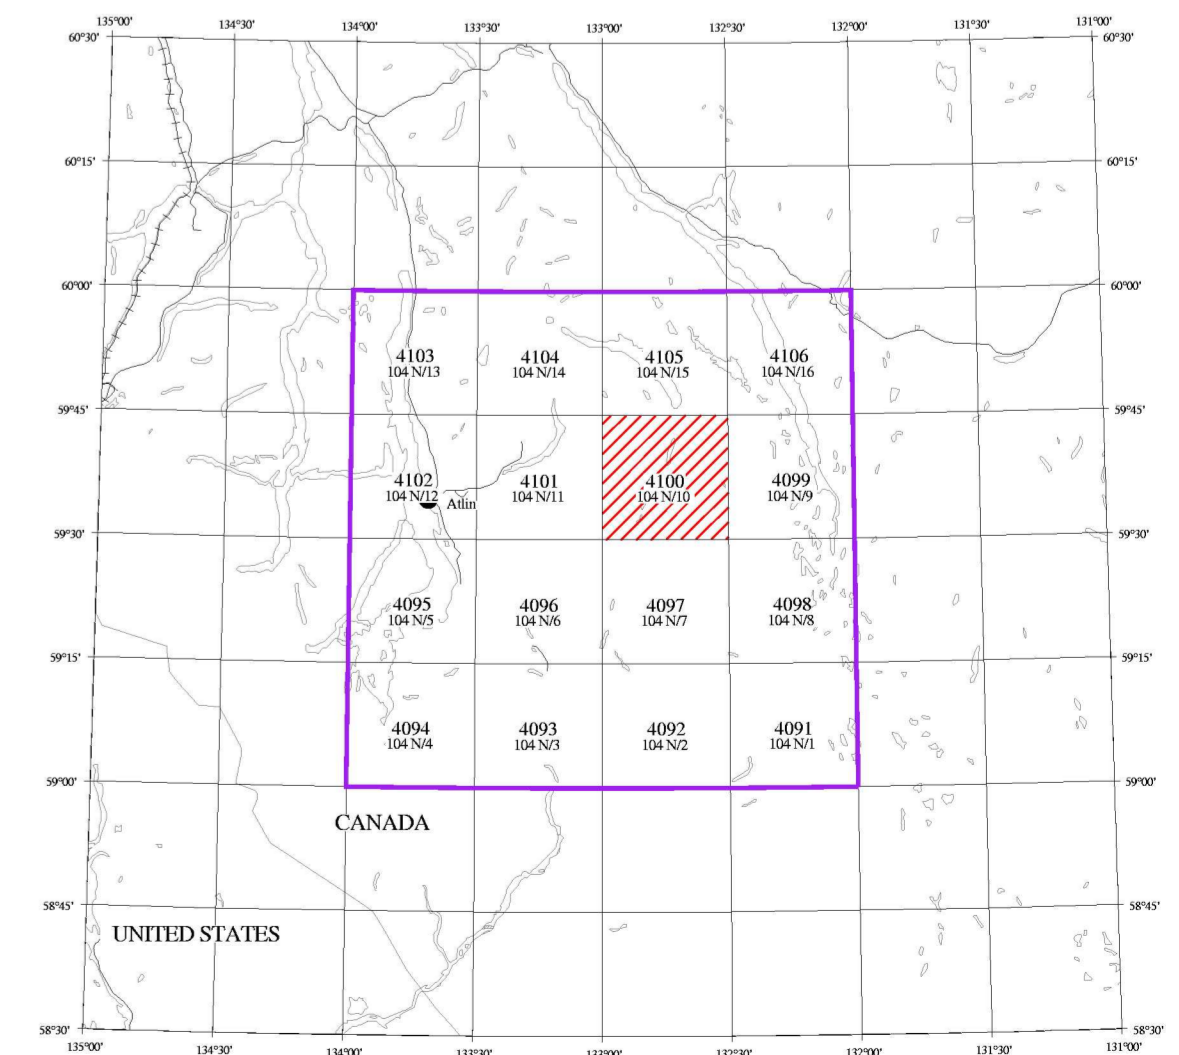 135°00' 134°30' 134°00' 133°30' 133°00' 132°30' 132°00' 131°30' 131°00'
60°30' 60°30'
60°15' 60°15'
60°00' 60°00'
4103 4104 4105 4106
104 N/13 104 N/14 104 N/15 104 N/16
59°45' 59°45'
4102 4101 4100 4099
104 N/12 104 N/11 104 N/10 104 N/9
Atlin
59°30' 59°30'
4095 4096 4097 4098
104 N/5 104 N/6 104 N/7 104 N/8
59°15' 59°15'
4094 4093 4092 4091
104 N/4 104 N/3 104 N/2 104 N/1
59°00' 59°00'
CANADA
58°45' 58°45'
UNITED STATES
58°30' 58°30'
135°00' 134°30' 134°00' 133°30' 133°00' 132°30' 132°00' 131°30' 131°00'